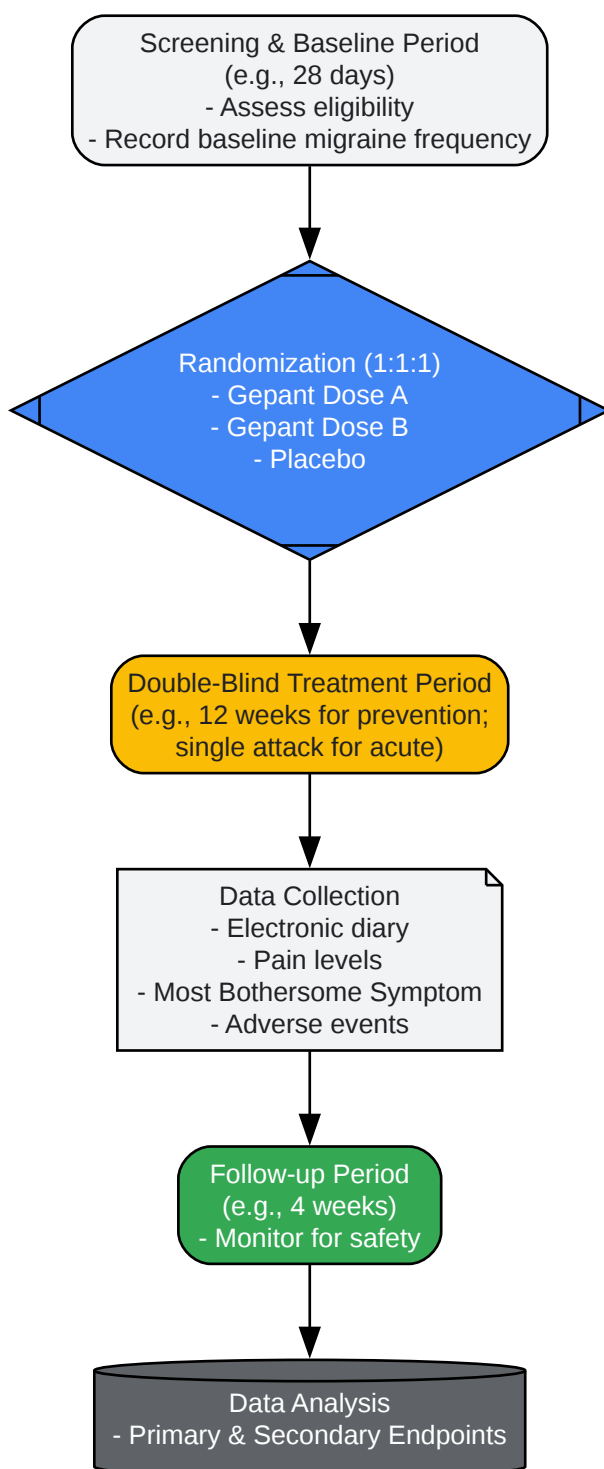 Screening & Baseline Period
(e.g., 28 days)
- Assess eligibility
- Record baseline migraine frequency
Randomization (1:1:1)
- Gepant Dose A
- Gepant Dose B
- Placebo
Double-Blind Treatment Period
(e.g., 12 weeks for prevention;
single attack for acute)
Data Collection
- Electronic diary
- Pain levels
- Most Bothersome Symptom
- Adverse events
Follow-up Period
(e.g., 4 weeks)
- Monitor for safety
Data Analysis
- Primary & Secondary Endpoints